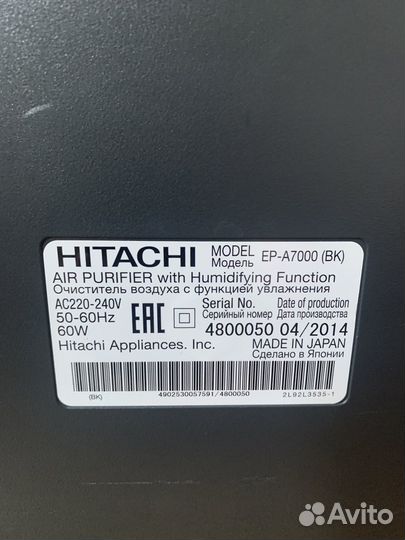 HITACHI MODEL EP-A7000 (BK)
Модель
AIR PURIFIER with Humidifying Function
Очиститель воздуха с функцией увлажнения
AC220-240V EAC Serial No. Date of production
50-60Hz Серийный номер Дата производства
60W 4800050 04/2014
Hitachi Appliances. Inc. MADE IN JAPAN
Сделано в Японии
(BK) 4902530057591/4800050 2L92L3535-1
Avito